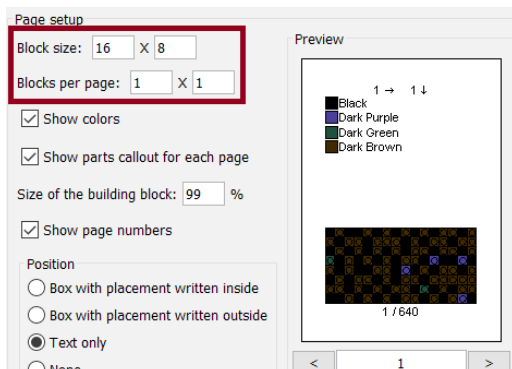 Page setup
Block size: 16 X 8
Blocks per page: 1 X 1
Show colors
Show parts callout for each page
Size of the building block: 99 %
Show page numbers
Position
Box with placement written inside
Box with placement written outside
Text only
None
Preview
1 → 1 ↓
Black
Dark Purple
Dark Green
Dark Brown
1 / 640
< 1 >